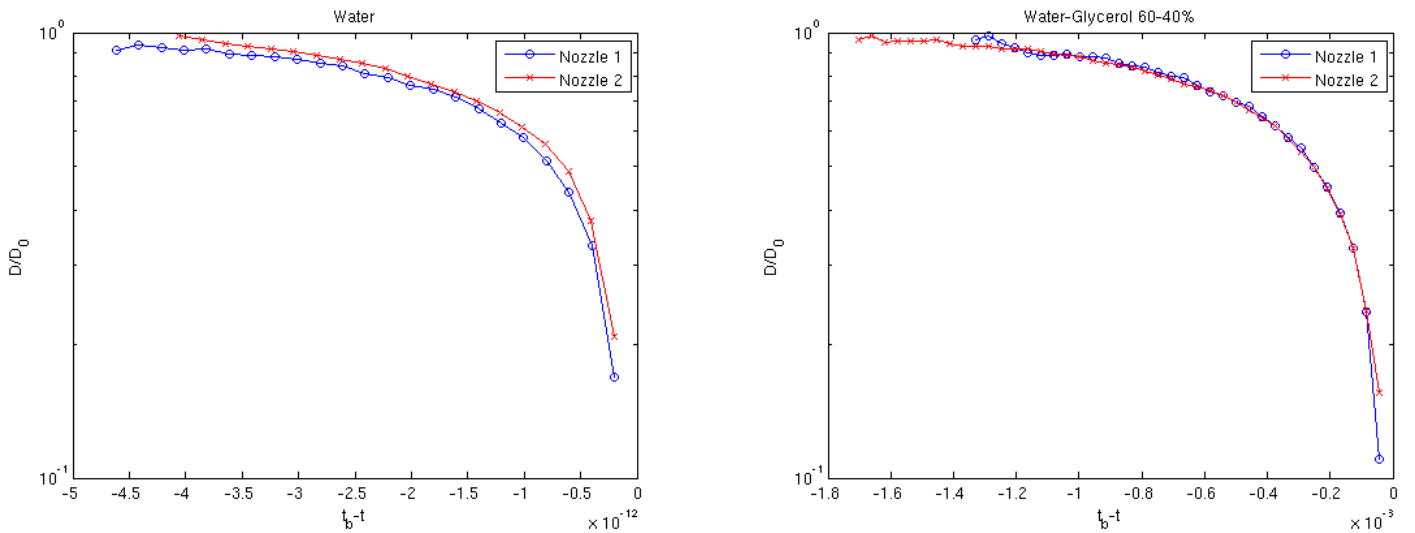 Water
10^0
Nozzle 1
Nozzle 2
D/D_0
10^-1
-5 -4.5 -4 -3.5 -3 -2.5 -2 -1.5 -1 -0.5 0
t_b-t
× 10^-12
Water-Glycerol 60-40%
10^0
Nozzle 1
Nozzle 2
D/D_0
10^-1
-1.8 -1.6 -1.4 -1.2 -1 -0.8 -0.6 -0.4 -0.2 0
t_b-t
× 10^-3